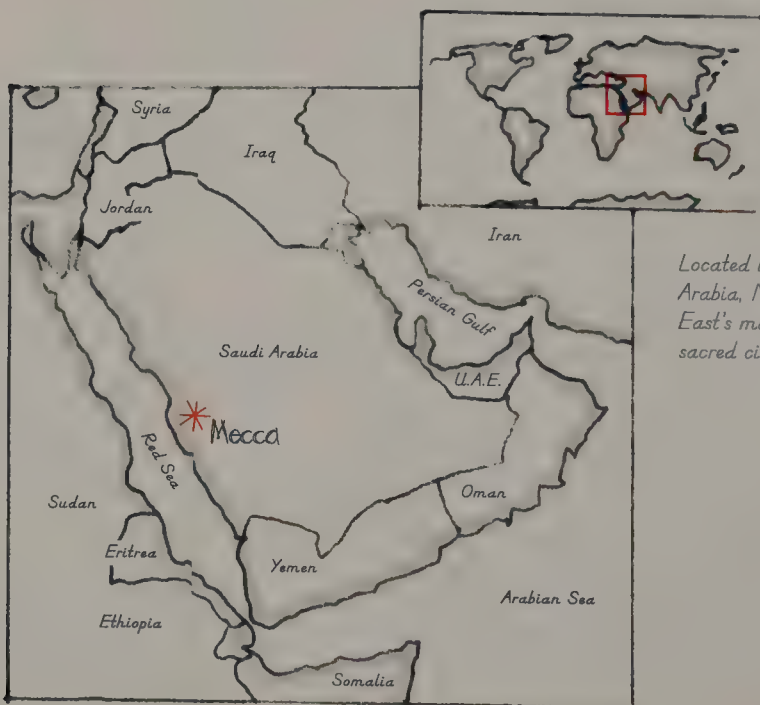 Syria
Iraq
Jordan
Iran
Persian Gulf
Saudi Arabia
U.A.E.
Mecca
Red Sea
Sudan
Oman
Eritrea
Yemen
Ethiopia
Arabian Sea
Somalia
Located
Arabia,
East's
sacred